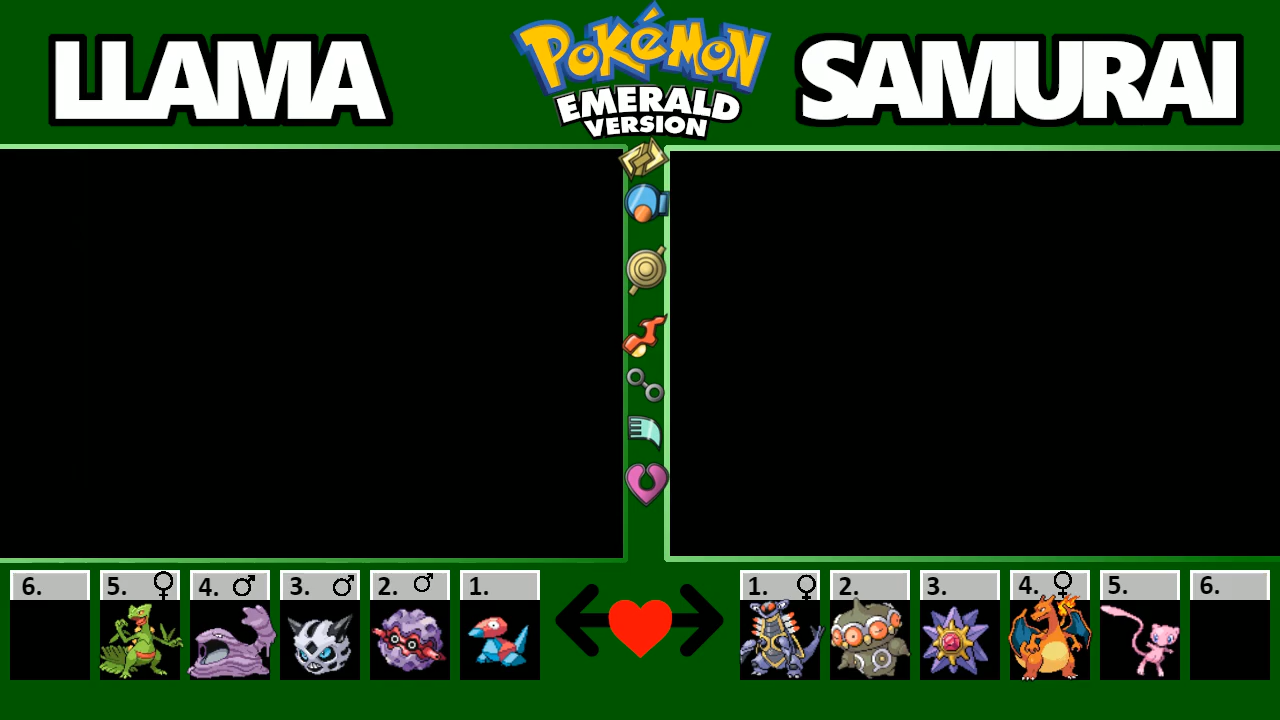 LLAMA
POKéMON
EMERALD
VERSION
SAMURAI
6. 5. ♀ 4. ♂ 3. ♂ 2. ♂ 1.
1. ♀ 2. 3. 4. ♀ 5. 6.